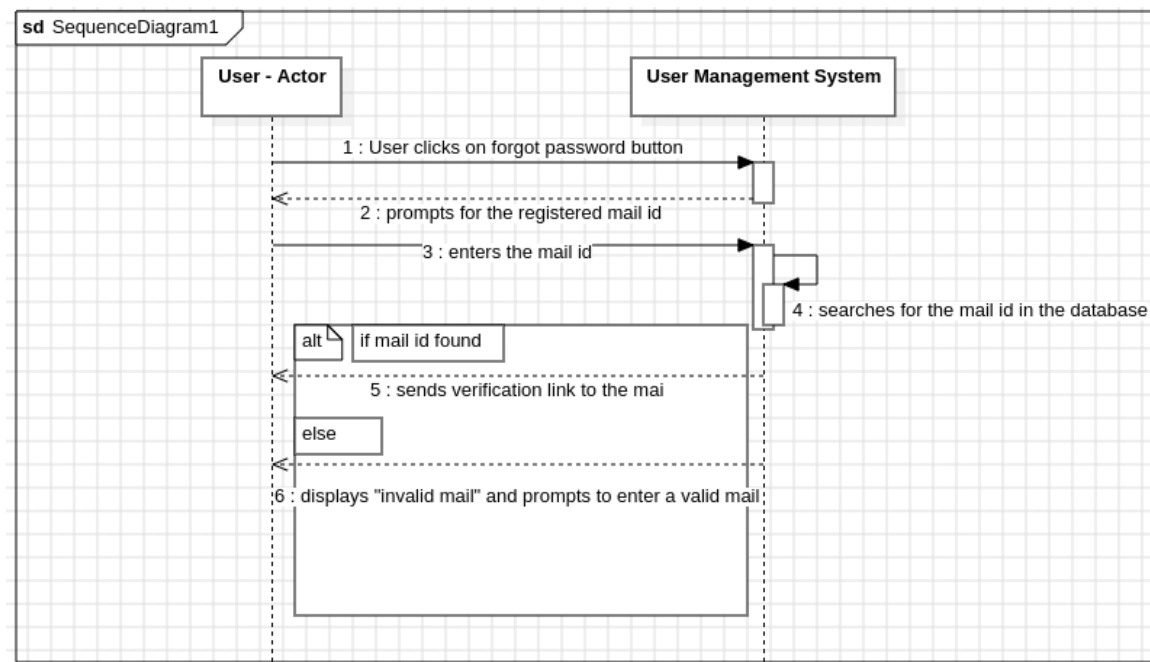 sd SequenceDiagram1
User - Actor
User Management System
1 : User clicks on forgot password button
2 : prompts for the registered mail id
3 : enters the mail id
4 : searches for the mail id in the database
alt
if mail id found
5 : sends verification link to the mai
else
6 : displays "invalid mail" and prompts to enter a valid mail